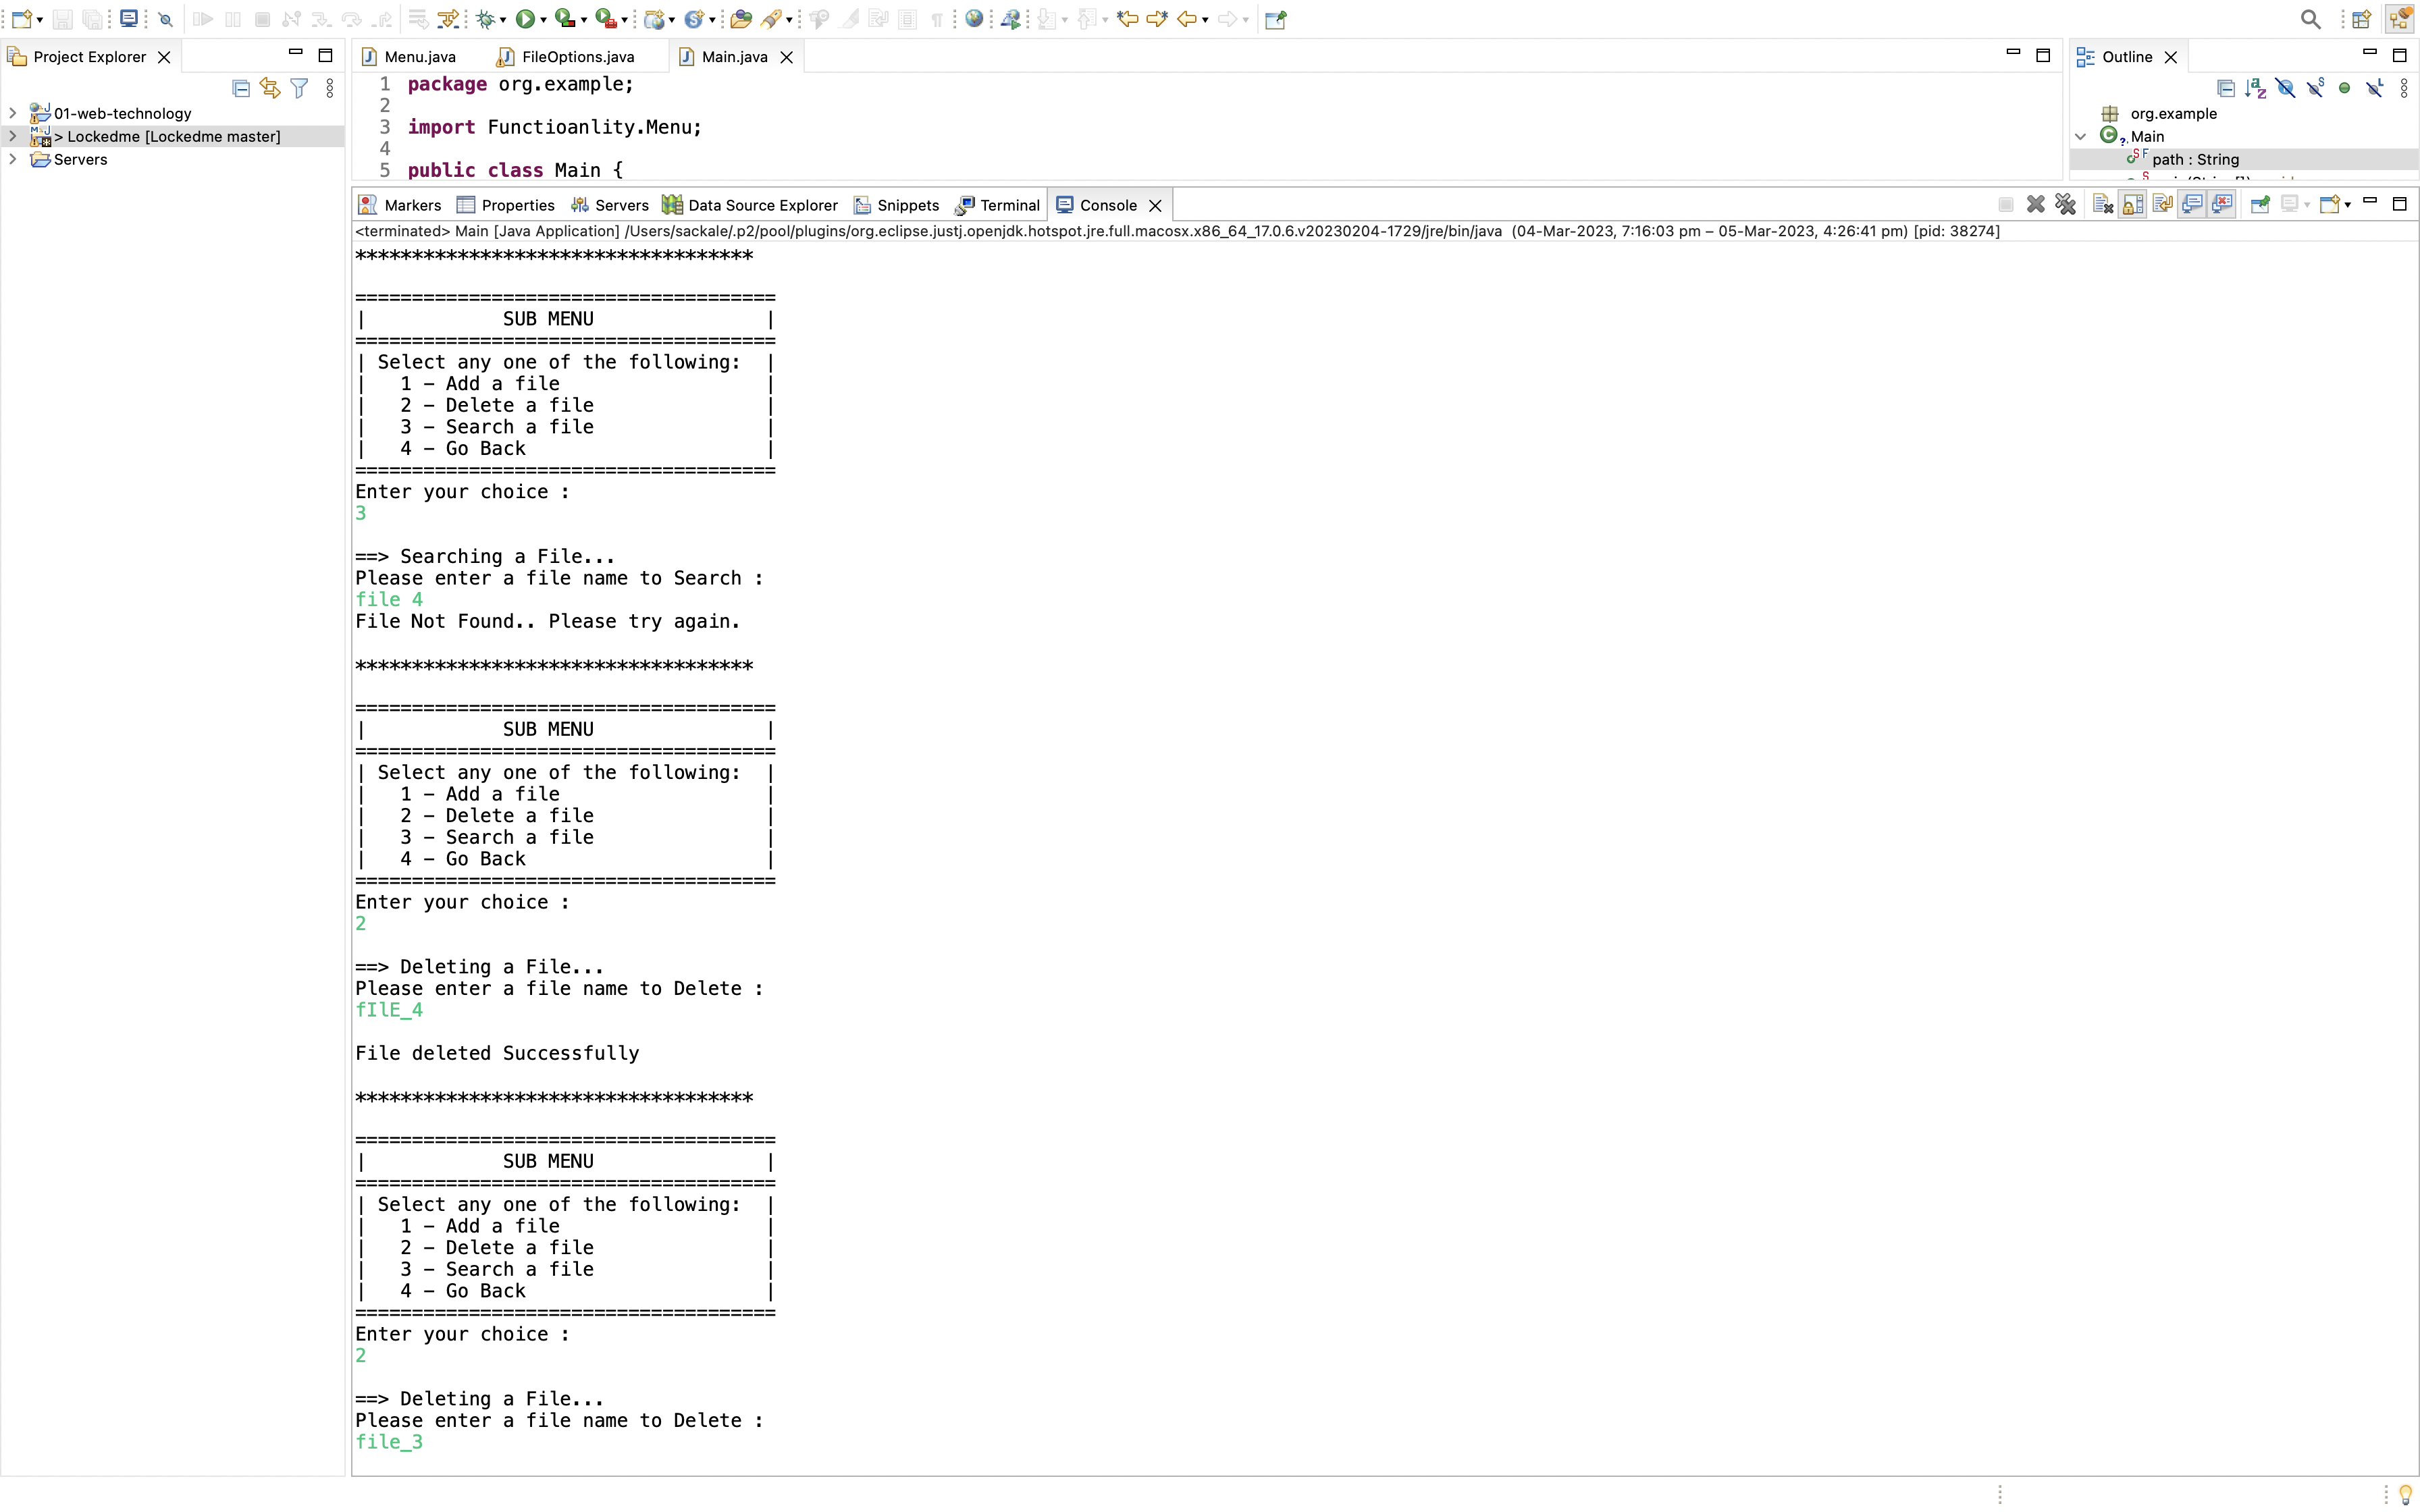 Project Explorer
01-web-technology
> Lockedme [Lockedme master]
Servers
Menu.java FileOptions.java Main.java
1 package org.example;
2
3 import Functioanlity.Menu;
4
5 public class Main {
Outline
org.example
Main
path : String
Markers Properties Servers Data Source Explorer Snippets Terminal Console
<terminated> Main [Java Application] /Users/sackale/.p2/pool/plugins/org.eclipse.justj.openjdk.hotspot.jre.full.macosx.x86_64_17.0.6.v20230204-1729/jre/bin/java (04-Mar-2023, 7:16:03 pm – 05-Mar-2023, 4:26:41 pm) [pid: 38274]
***********************************
=====================================
| SUB MENU |
=====================================
| Select any one of the following: |
| 1 - Add a file |
| 2 - Delete a file |
| 3 - Search a file |
| 4 - Go Back |
=====================================
Enter your choice :
3
==> Searching a File...
Please enter a file name to Search :
file 4
File Not Found.. Please try again.
***********************************
=====================================
| SUB MENU |
=====================================
| Select any one of the following: |
| 1 - Add a file |
| 2 - Delete a file |
| 3 - Search a file |
| 4 - Go Back |
=====================================
Enter your choice :
2
==> Deleting a File...
Please enter a file name to Delete :
fIlE_4
File deleted Successfully
***********************************
=====================================
| SUB MENU |
=====================================
| Select any one of the following: |
| 1 - Add a file |
| 2 - Delete a file |
| 3 - Search a file |
| 4 - Go Back |
=====================================
Enter your choice :
2
==> Deleting a File...
Please enter a file name to Delete :
file_3